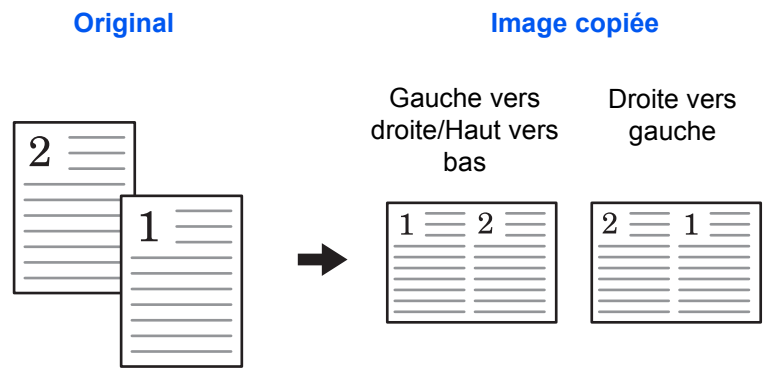 Original
Image copiée
Gauche vers
droite/Haut vers
bas
Droite vers
gauche
2
1
1 2
2 1